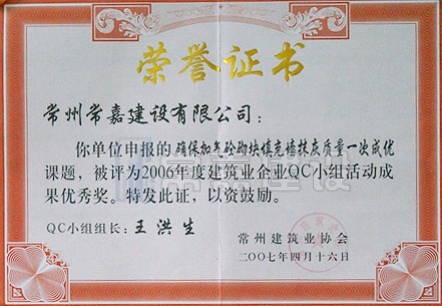 荣誉证书
常州常嘉建设有限公司:
你单位申报的 确保加气砼砌块填充墙抹灰质量一次成优
课题，被评为2006年度建筑业企业QC小组活动成
果优秀奖。特发此证，以资鼓励。
QC小组组长: 王洪生
常州建筑业协会
二〇〇七年四月十六日
常嘉建设